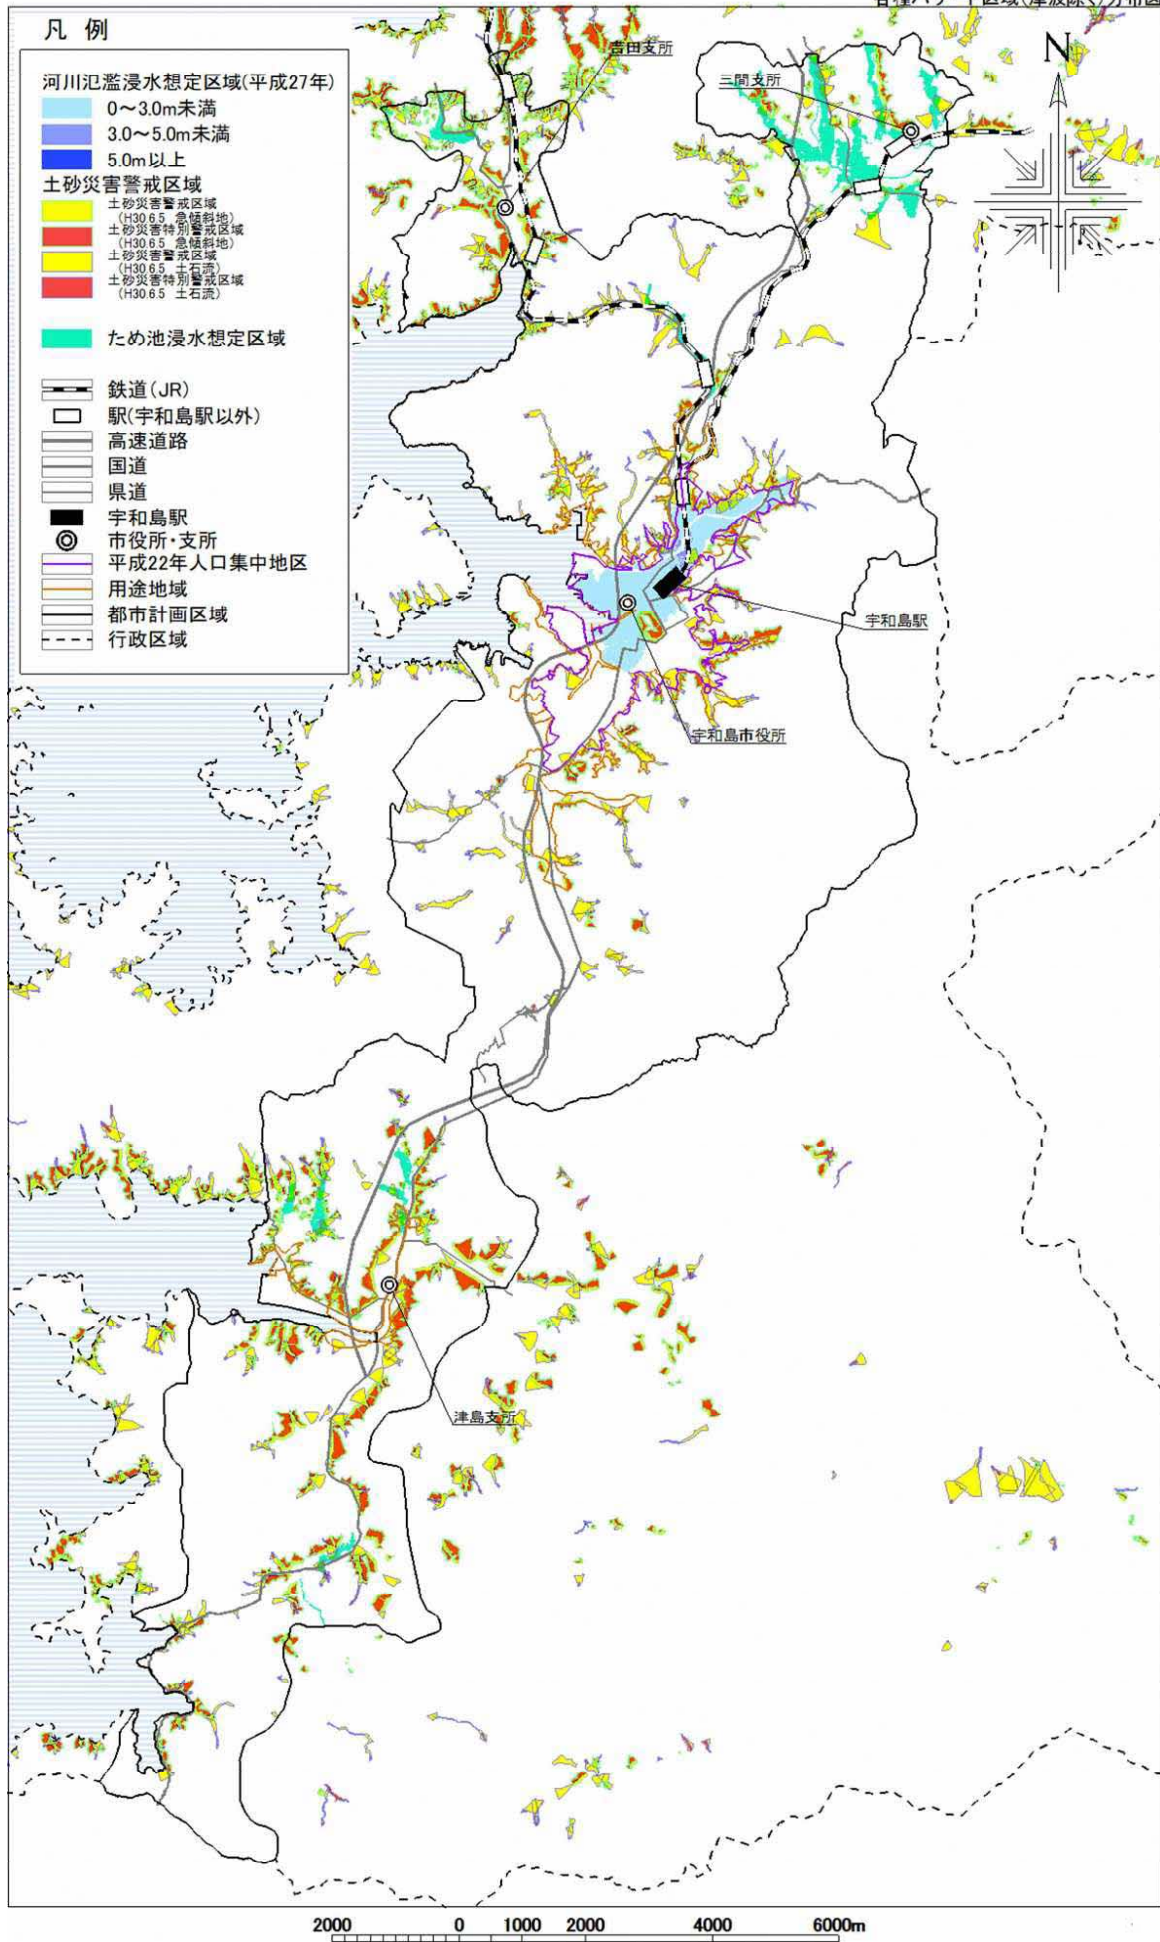 凡 例
河川氾濫浸水想定区域(平成27年)
0～3.0m未満
3.0～5.0m未満
5.0m以上
土砂災害警戒区域
土砂災害警戒区域
(H30.6.5 急傾斜地)
土砂災害特別警戒区域
(H30.6.5 急傾斜地)
土砂災害警戒区域
(H30.6.5 土石流)
土砂災害特別警戒区域
(H30.6.5 土石流)
ため池浸水想定区域
鉄道(JR)
駅(宇和島駅以外)
高速道路
国道
県道
宇和島駅
市役所・支所
平成22年人口集中地区
用途地域
都市計画区域
行政区域
吉田支所
三間支所
N
宇和島駅
宇和島市役所
津島支所
2000 0 1000 2000 4000 6000m